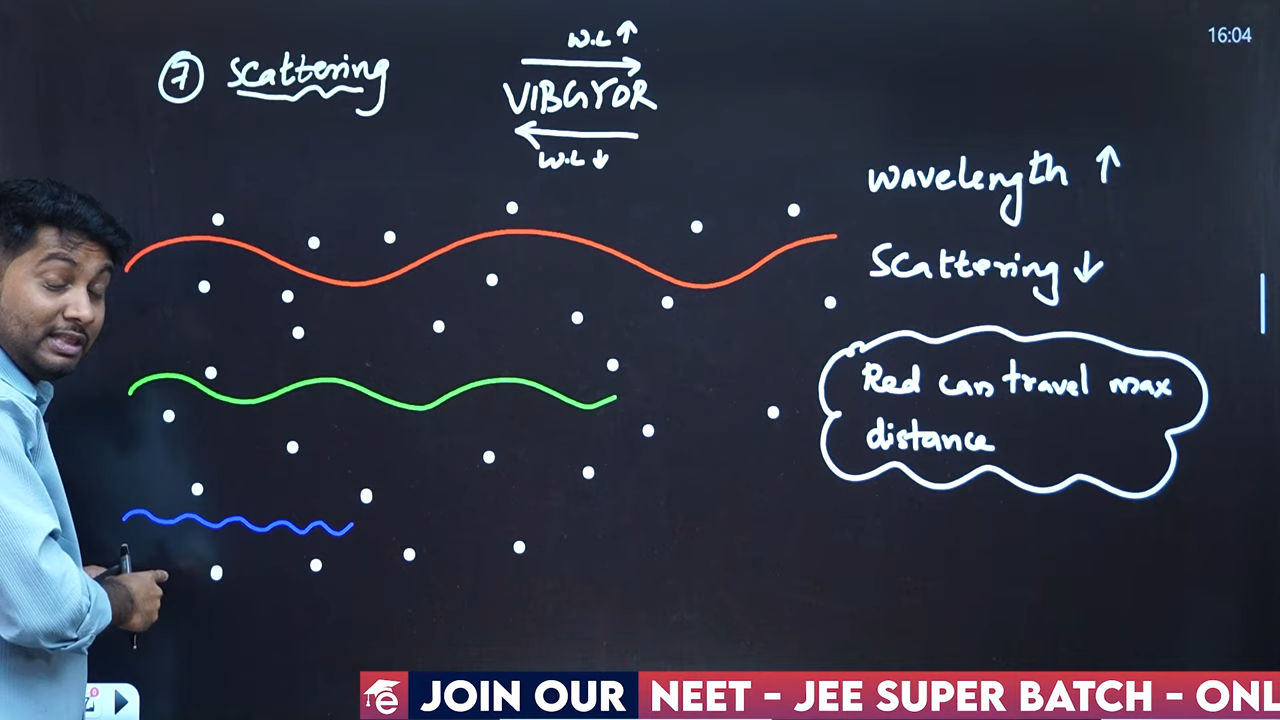 16:04
7 Scattering
W.L ↑
VIBGYOR
W.L ↓
wavelength ↑
Scattering ↓
Red can travel max
distance
JOIN OUR NEET - JEE SUPER BATCH - ONL